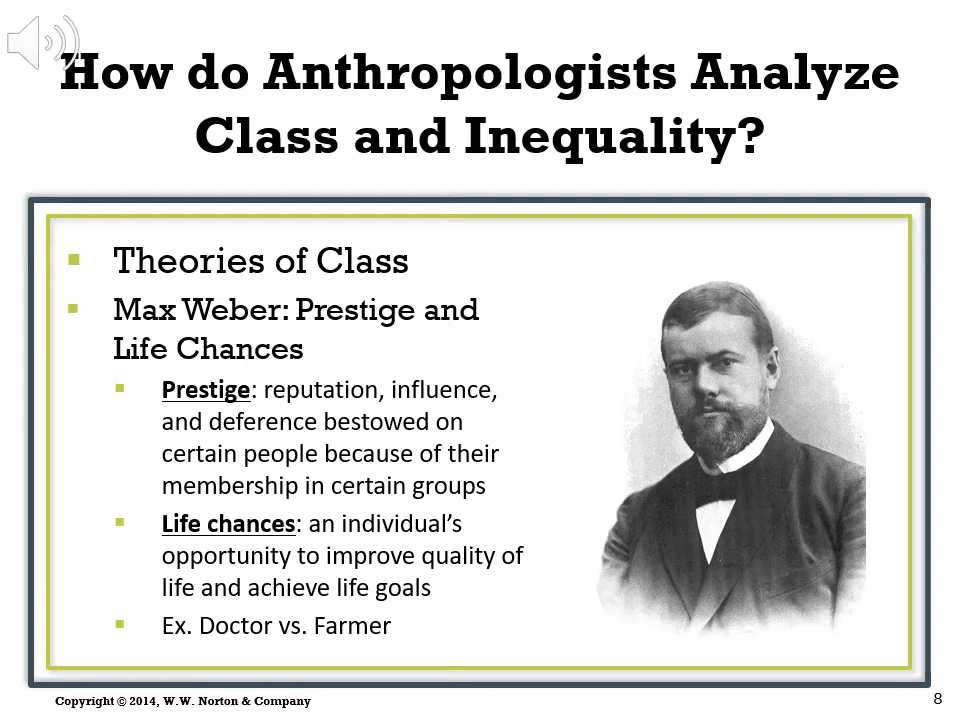 How do Anthropologists Analyze
Class and Inequality?
Theories of Class
Max Weber: Prestige and
Life Chances
Prestige: reputation, influence,
and deference bestowed on
certain people because of their
membership in certain groups
Life chances: an individual's
opportunity to improve quality of
life and achieve life goals
Ex. Doctor vs. Farmer
Copyright © 2014, W.W. Norton & Company
8